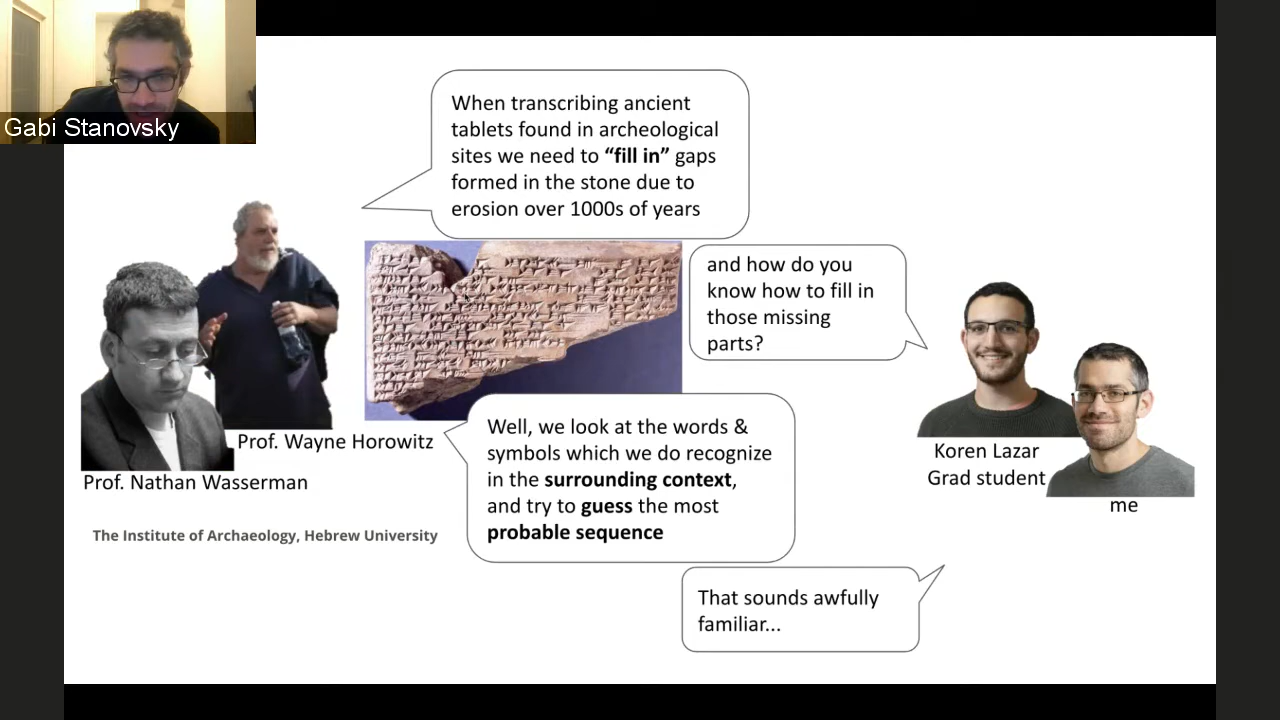 Gabi Stanovsky
When transcribing ancient
tablets found in archeological
sites we need to “fill in” gaps
formed in the stone due to
erosion over 1000s of years
and how do you
know how to fill in
those missing
parts?
Prof. Wayne Horowitz
Prof. Nathan Wasserman
The Institute of Archaeology, Hebrew University
Well, we look at the words &
symbols which we do recognize
in the surrounding context,
and try to guess the most
probable sequence
Koren Lazar
Grad student
me
That sounds awfully
familiar...